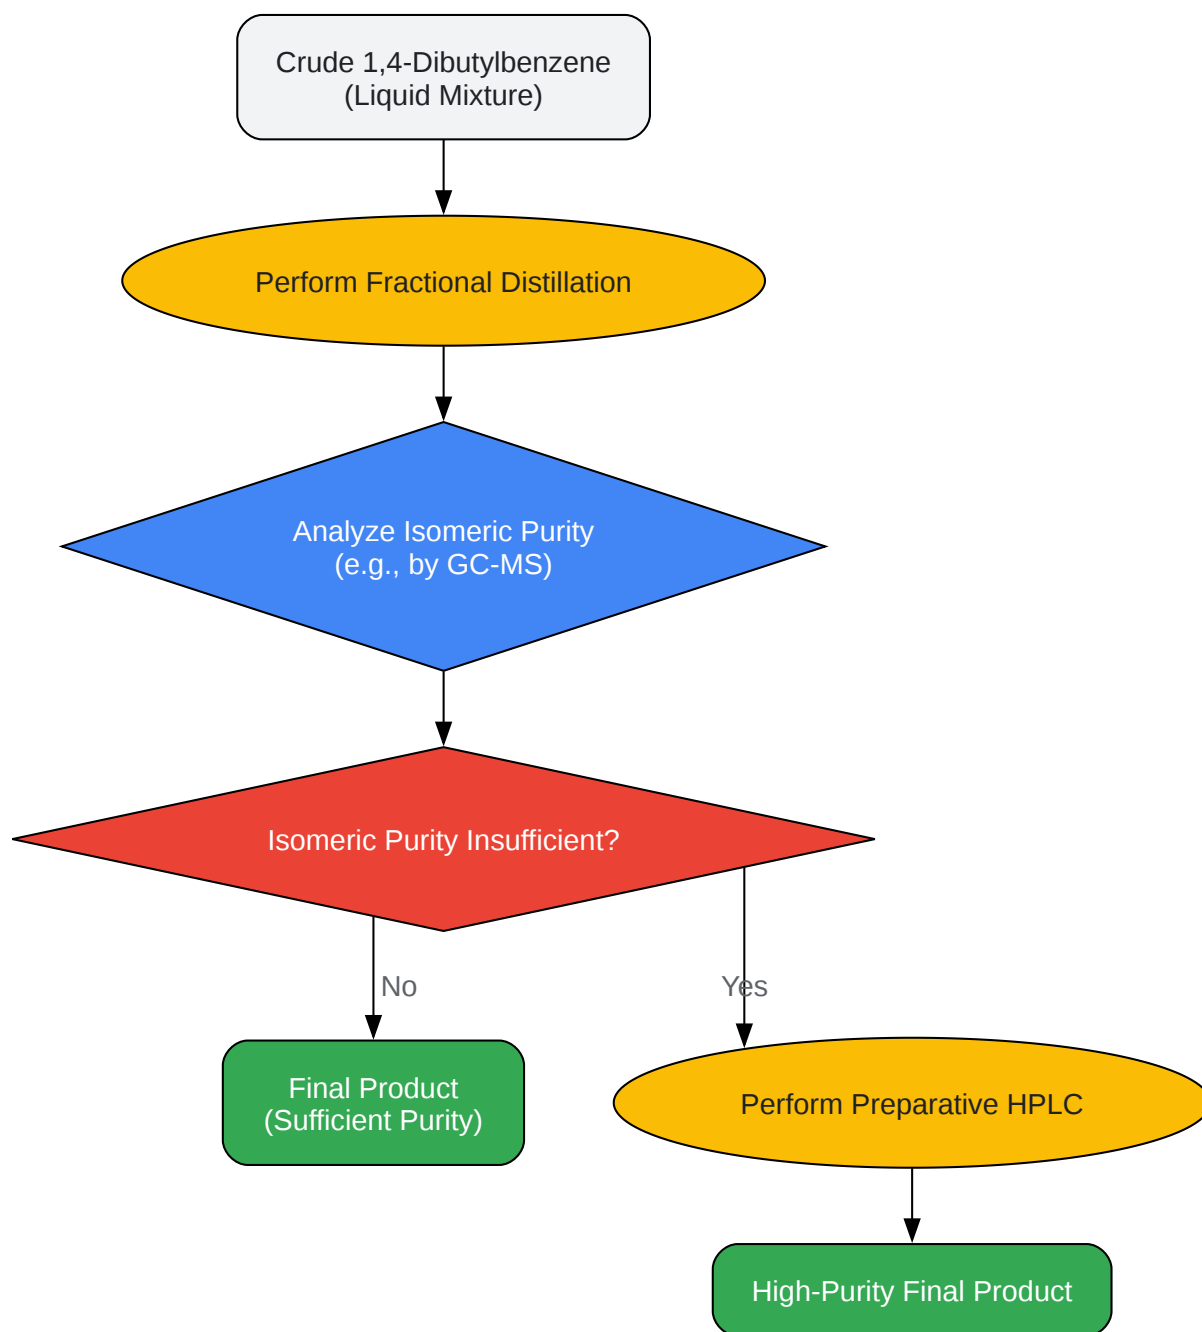 Crude 1,4-Dibutylbenzene
(Liquid Mixture)
Perform Fractional Distillation
Analyze Isomeric Purity
(e.g., by GC-MS)
Isomeric Purity Insufficient?
No
Yes
Final Product
(Sufficient Purity)
Perform Preparative HPLC
High-Purity Final Product